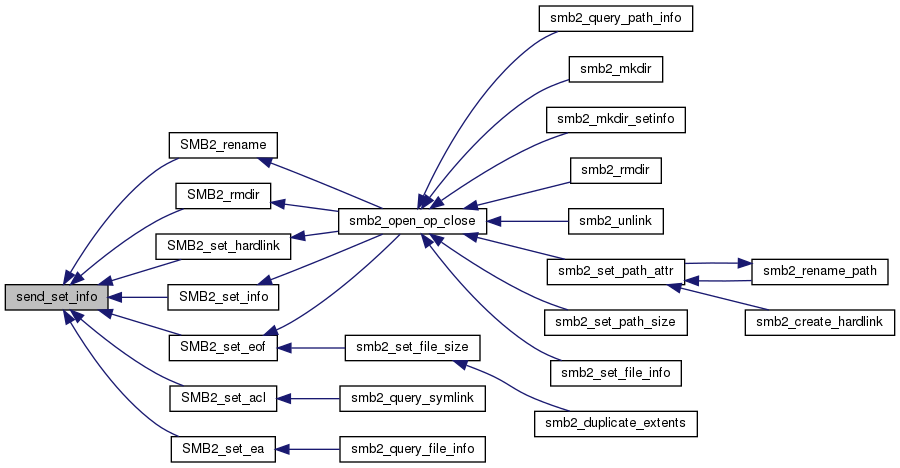 smb2_query_path_info
smb2_mkdir
smb2_mkdir_setinfo
SMB2_rename
smb2_rmdir
SMB2_rmdir
smb2_open_op_close
smb2_unlink
SMB2_set_hardlink
smb2_set_path_attr
smb2_rename_path
send_set_info
SMB2_set_info
smb2_set_path_size
smb2_create_hardlink
SMB2_set_eof
smb2_set_file_size
smb2_set_file_info
SMB2_set_acl
smb2_query_symlink
smb2_duplicate_extents
SMB2_set_ea
smb2_query_file_info